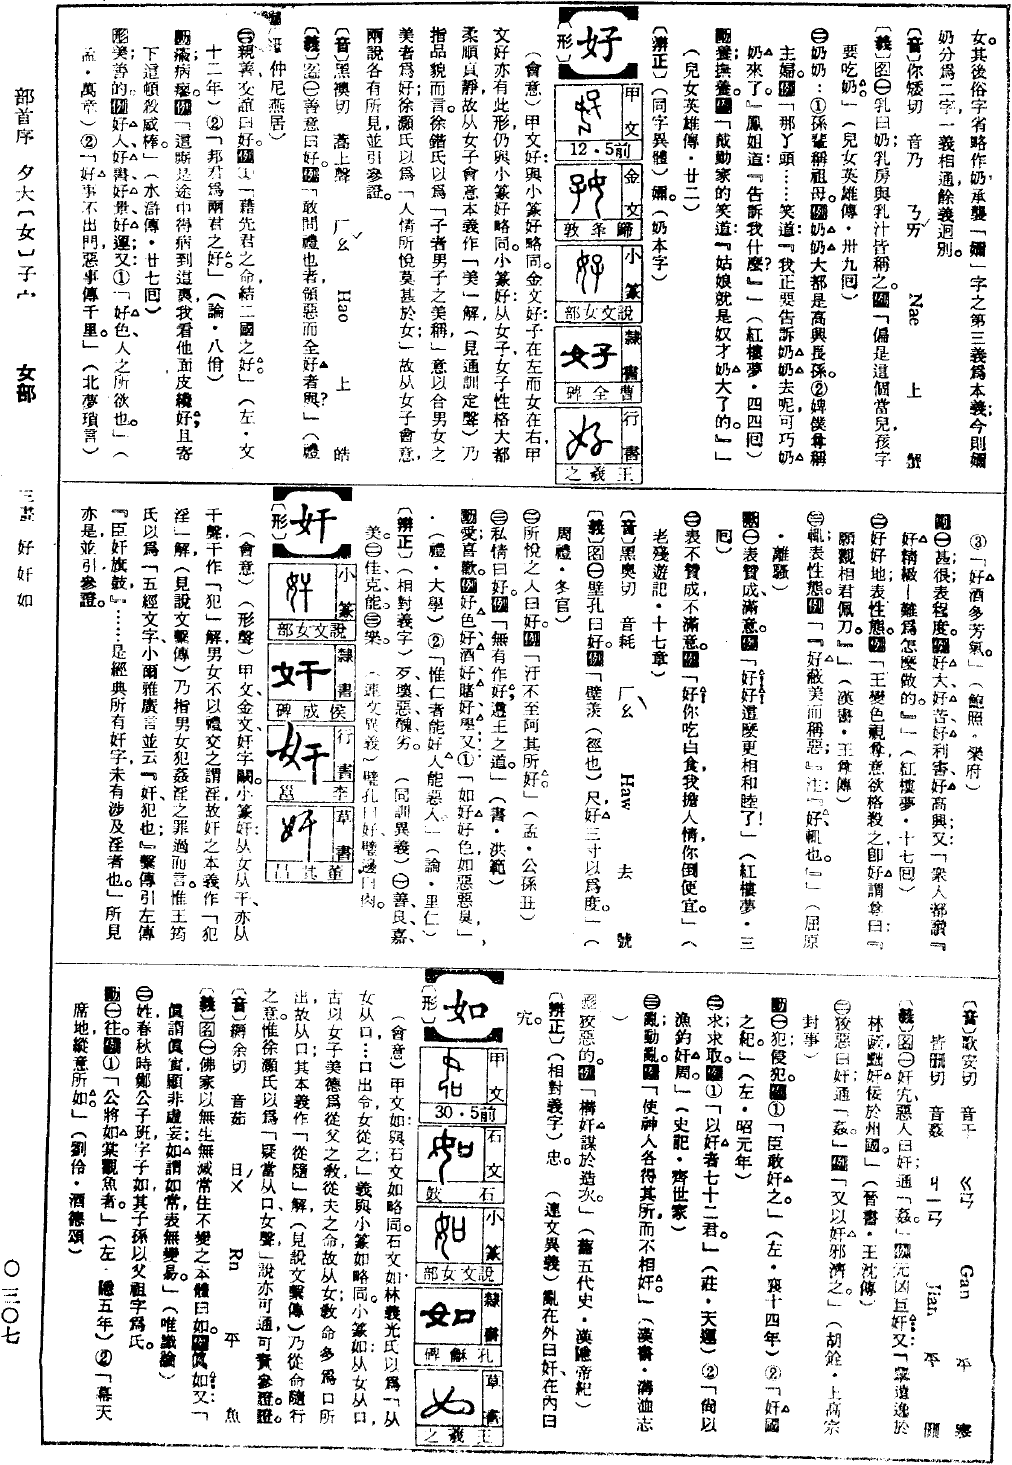 女其後俗字省略作奶承襲「嬭」字之第三義爲本義;今則嬭
奶分爲二字,一義相通,餘義迥別。
〔音〕你矮切 音乃 ㄋㄞˇ Nae 上 蟹
〔義〕名㊀乳曰奶,乳房與乳汁皆稱之。例「偏是這個當兒孩字
要吃奶。」(兒女英雄傳·卅九囘)
㊁奶奶:①孫輩稱祖母。例奶奶大都是高興長孫。②婢僕尊稱
主婦。例「那丫頭……笑道:『我正要告訴奶奶去呢,可巧奶
奶來了。』鳳姐道:『告訴我什麼?』」(紅樓夢·四四囘)
動養;撫養。例「戴勤家的笑道:『姑娘就是奴才奶大了的。』」
(兒女英雄傳·廿二)
〔辨正〕(同字異體)嬭。(奶本字)
好
〔形〕
甲文
12·5前
金文
歸夆敦
小篆
說文女部
隸書
曹全碑
行書
王羲之
(會意)甲文好:與小篆好略同。金文好:子在左而女在右,甲
文好亦有此形,仍與小篆好略同。小篆好:从女子,女子性格大都
柔順貞靜,故从女子會意。本義作「美」解(見通訓定聲)乃
指品貌而言。徐鍇氏以爲「子者男子之美稱」意以合男女之
美者爲好;徐灝氏以爲「人情所悅莫甚於女」故从女子會意,
兩說各有所見,並引參證。
〔音〕黑襖切 蒿上聲 ㄏㄠˇ Hao 上 皓
〔義〕名㊀善意曰好。例「敢問禮也者,領惡而全好者與?」(禮
·仲尼燕居)
㊁親善、友誼曰好。例①「藉先君之命,結二國之好。」(左·文
十二年)②「邦君爲兩君之好。」(論·八佾)
動痊;病瘳。例「這厮是途中得病到這裏,我看他面皮纔好,且寄
下這頓殺威棒。」(水滸傳·廿七囘)
形美;善的。例好人、好貨、好景、好運。又①「好色人之所欲也。」(
孟·萬章)②「好事不出門,惡事傳千里。」(北夢瑣言)
③「好酒多芳氣。」(鮑照·樂府)
副㊀甚;很,表程度。例好大、好苦、好利害、好高興。又「衆人都讚:『
好精緻!難爲怎麼做的。』」(紅樓夢·十七囘)
㊁好好地,表性態。例「王變色視尊,意欲格殺之,即好謂尊曰:『
願觀相君佩刀。』」(漢書·王尊傳)
㊂輒,表性態。例「『好蔽美而稱惡。』注:『好,輒也。』」(屈原
·離騷)
助㊀表贊成、滿意。例「好好!這麼更相和睦了!」(紅樓夢·三
囘)
㊁表不贊成、不滿意。例「好,你吃白食,我擔人情,你倒便宜。」(
老殘遊記·十七章)
〔音〕黑奧切 音耗 ㄏㄠˋ Haw 去 號
〔義〕名㊀璧孔曰好。例「璧羨(徑也)尺,好三寸以爲度。」(
周禮·冬官)
㊁所悅之人曰好。例「汙不至阿其所好。」(孟·公孫丑)
㊂私情曰好。例「無有作好,遵王之道。」(書·洪範)
動愛;喜歡。例好色、好酒、好賭、好學。又①「如好好色,如惡惡臭。」
(禮·大學)②「惟仁者能好人,能惡人。」(論·里仁)
〔辨正〕(相對義字)歹、壞、惡、醜、劣。 (同訓異義)㊀善、良、嘉、
美。㊁佳、克、能。㊂樂。 (連文異義)璧孔曰好,璧邊曰肉。
奸
〔形〕
小篆
說文女部
隸書
侯成碑
行書
李邕
草書
董其昌
(會意)(形聲)甲文、金文奸字闕。小篆奸:从女从干,亦从
干聲,干作「犯」解,男女不以禮交之謂淫,故奸之本義作「犯
淫」解(見說文繫傳)乃指男女犯姦淫之罪過而言。惟王筠
氏以爲「五經文字、小爾雅廣言並云『奸犯也』;繫傳引左傳
『臣奸旗鼓』……是經典所有奸字未有涉及淫者也。」所見
亦是,並引參證。
〔音〕歌安切 音干 ㄍㄢ Gan 平 寒
皆刪切 音姦 ㄐㄧㄢ Jian 平 刪
〔義〕名㊀奸宄,惡人曰奸;通「姦」。例元凶巨奸。又「寧遠逸於
林藪,黜奸佞於州國。」(晉書·王沈傳)
㊁狡惡曰奸;通「姦。」例「又以奸邪濟之。」(胡銓·上高宗
封事)
動㊀犯;侵犯。例①「臣敢奸之。」(左·襄十四年)②「奸國
之紀。」(左·昭元年)
㊁求;求取。例①「以奸者七十二君。」(莊·天運)②「尙以
漁釣奸周。」(史記·齊世家)
㊂亂;動亂。例「使神人各得其所,而不相奸。」(漢書·溝洫志
)
形狡;惡的。例「構奸謀於造次。」(舊五代史·漢隱帝紀)
〔辨正〕(相對義字)忠。 (連文異義)亂在外曰奸,在內曰
宄。
如
〔形〕
甲文
30·5前
石文
石鼓
小篆
說文女部
隸書
孔龢碑
草書
王羲之
(會意)甲文如:與石文如略同。石文如:林義光氏以爲「从
女从口…口出令女從之」義與小篆如略同。小篆如:从女从口,
古以女子美德爲從父之教從夫之命,故从女;教命多爲口所
出,故从口。其本義作「從隨」解(見說文繫傳)乃從命隨行
之意。惟徐灝氏以爲「疑當从口女聲」說亦可通,可資參證。
〔音〕縟余切 音茹 ㄖㄨˊ Ru 平 魚
〔義〕名㊀佛家以無生無滅常住不變之本體曰如。例眞如。又「
眞謂眞實,顯非虛妄;如謂如常,表無變易。」(唯識論)
㊁姓。春秋時鄭公子班字子如,其子孫以父祖字爲氏。
動㊀往。例①「公將如棠觀魚者。」(左·隱五年)②「幕天
席地,縱意所如。」(劉伶·酒德頌)
部首序 夕大〔女〕子宀 女部 三畫 好奸如 〇三〇七